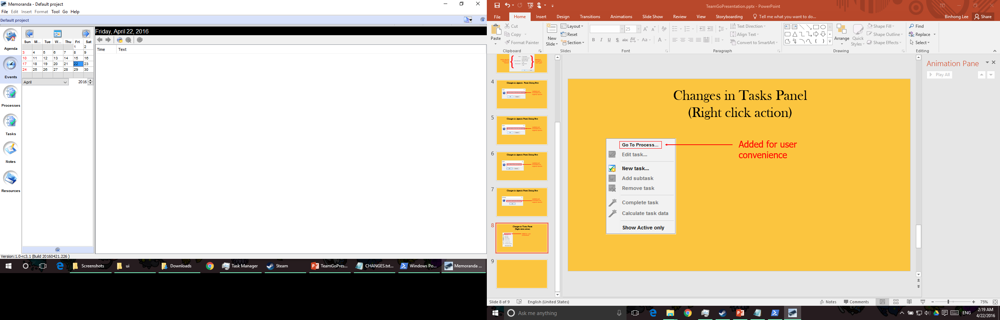 Memoranda - Default project
File Edit Insert Format Tool Go Help
Default project
Agenda
Events
Processes
Tasks
Notes
Resources
Sun M... Tue W... Thu Fri Sat
1 2
3 4 5 6 7 8 9
10 11 12 13 14 15 16
17 18 19 20 21 22 23
24 25 26 27 28 29 30
April 2016
Friday, April 22, 2016
Time Text
Version:1.0-rc3.1 (Build 20160421.226 )
Screenshots ui Downloads Task Manager Steam TeamGoPres... CHANGES.txt... Windows Po... Memoranda ...
TeamGoPresentation.pptx - PowerPoint
File Home Insert Design Transitions Animations Slide Show Review View Storyboarding Tell me what you want to do... Binhong Lee Share
Paste
Cut
Copy
Format Painter
Clipboard
New
Slide
Layout
Reset
Section
Slides
25
B I U S abc AV Aa A
Font
Text Direction
Align Text
Convert to SmartArt
Paragraph
Arrange
Quick
Styles
Shape Fill
Shape Outline
Shape Effects
Drawing
Find
Replace
Select
Editing
4
Changes in Agenda Panel Dialog Box
5
Changes in Agenda Panel Dialog Box
6
Changes in Agenda Panel Dialog Box
7
Changes in Agenda Panel Dialog Box
8
Changes in Tasks Panel
(Right click action)
Added for user
convenience
9
Changes in Tasks Panel
(Right click action)
Go To Process...
Edit task...
New task...
Add subtask
Remove task
Complete task
Calculate task data
Show Active only
Added for user
convenience
Animation Pane
Play All
Slide 8 of 9 English (United States) Notes Comments 75%
Ask me anything
ENG
2:19 AM
4/22/2016